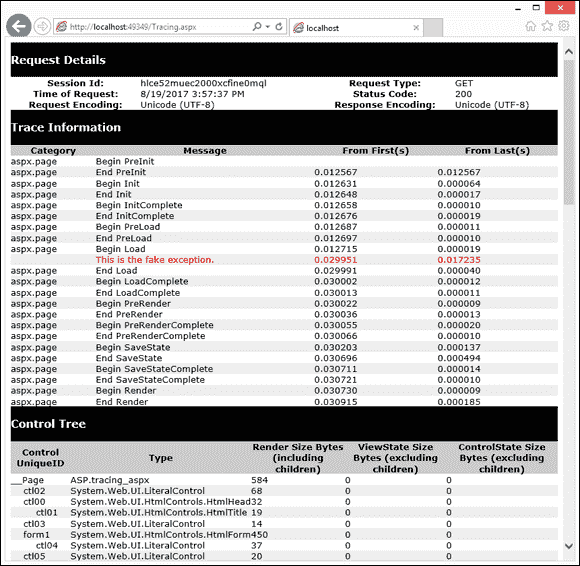 http://localhost:49349/Tracing.aspx
localhost
Request Details
Session Id: hlce52muec2000xcfine0mql Request Type: GET
Time of Request: 8/19/2017 3:57:37 PM Status Code: 200
Request Encoding: Unicode (UTF-8) Response Encoding: Unicode (UTF-8)
Trace Information
Category Message From First(s) From Last(s)
aspx.page Begin PreInit
aspx.page End PreInit 0.012567 0.012567
aspx.page Begin Init 0.012631 0.000064
aspx.page End Init 0.012648 0.000017
aspx.page Begin InitComplete 0.012658 0.000010
aspx.page End InitComplete 0.012676 0.000019
aspx.page Begin PreLoad 0.012687 0.000011
aspx.page End PreLoad 0.012697 0.000010
aspx.page Begin Load 0.012715 0.000019
This is the fake exception. 0.029951 0.017235
aspx.page End Load 0.029991 0.000040
aspx.page Begin LoadComplete 0.030002 0.000012
aspx.page End LoadComplete 0.030013 0.000011
aspx.page Begin PreRender 0.030022 0.000009
aspx.page End PreRender 0.030036 0.000013
aspx.page Begin PreRenderComplete 0.030055 0.000020
aspx.page End PreRenderComplete 0.030066 0.000010
aspx.page Begin SaveState 0.030203 0.000137
aspx.page End SaveState 0.030696 0.000494
aspx.page Begin SaveStateComplete 0.030711 0.000014
aspx.page End SaveStateComplete 0.030721 0.000010
aspx.page Begin Render 0.030730 0.000009
aspx.page End Render 0.030915 0.000185
Control Tree
Control UniqueID Type Render Size Bytes (including children) ViewState Size Bytes (excluding children) ControlState Size Bytes (excluding children)
__Page ASP.tracing_aspx 584 0 0
ctl02 System.Web.UI.LiteralControl 68 0 0
ctl00 System.Web.UI.HtmlControls.HtmlHead 32 0 0
ctl01 System.Web.UI.HtmlControls.HtmlTitle 19 0 0
ctl03 System.Web.UI.LiteralControl 14 0 0
form1 System.Web.UI.HtmlControls.HtmlForm 450 0 0
ctl04 System.Web.UI.LiteralControl 37 0 0
ctl05 System.Web.UI.LiteralControl 20 0 0